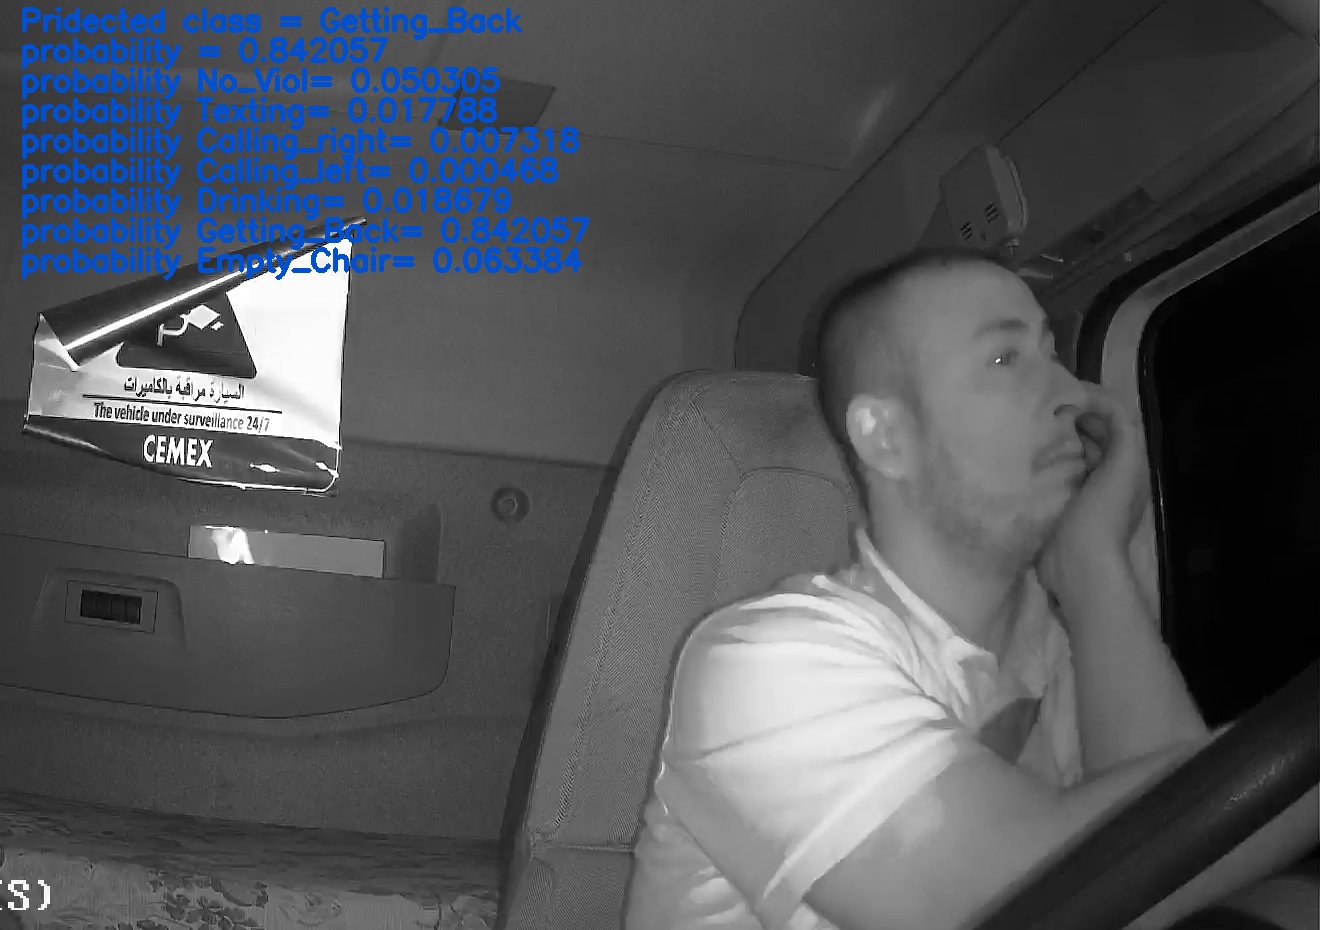 Pridected class = Getting_Back
probability = 0.842057
probability No_Viol= 0.050305
probability Texting= 0.017788
probability Calling_right= 0.007318
probability Calling_left= 0.000468
probability Drinking= 0.018679
probability Getting_Back= 0.842057
probability Empty_Chair= 0.063384
السيارة مراقبة بالكاميرات
The vehicle under surveillance 24/7
CEMEX
S)